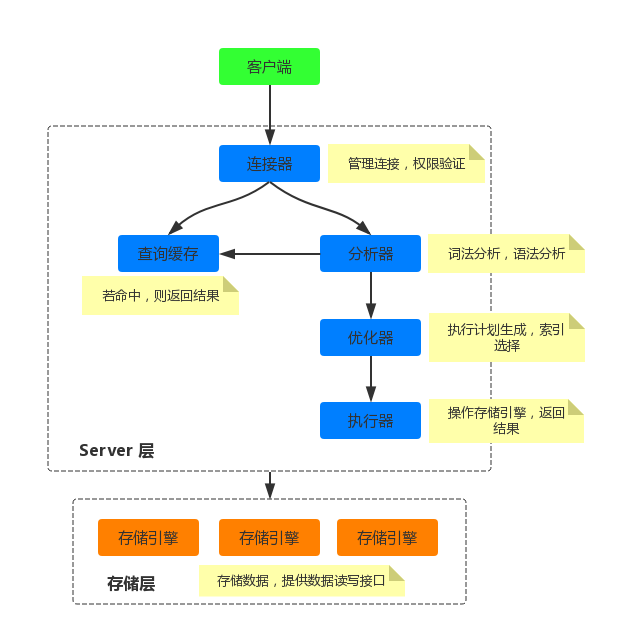 客户端
连接器
管理连接，权限验证
查询缓存
分析器
词法分析，语法分析
若命中，则返回结果
优化器
执行计划生成，索引
选择
执行器
操作存储引擎，返回
结果
Server 层
存储引擎
存储引擎
存储引擎
存储层
存储数据，提供数据读写接口